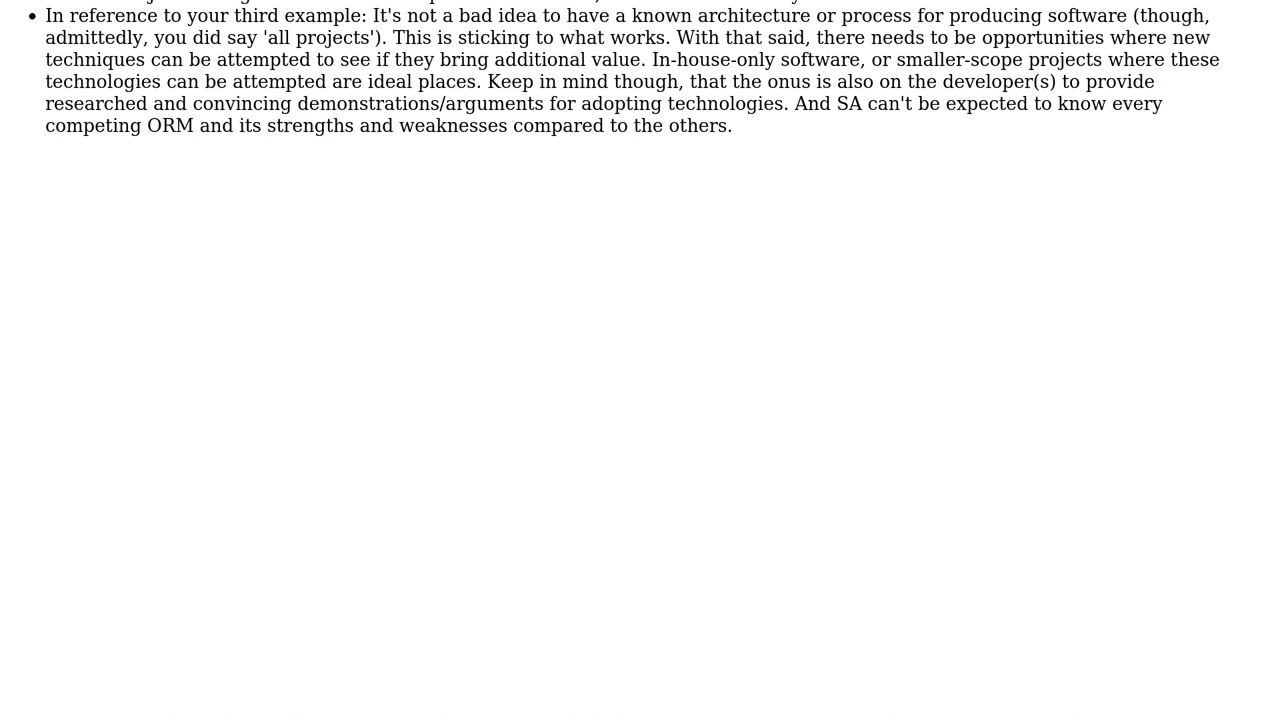 • In reference to your third example: It's not a bad idea to have a known architecture or process for producing software (though,
admittedly, you did say 'all projects'). This is sticking to what works. With that said, there needs to be opportunities where new
techniques can be attempted to see if they bring additional value. In-house-only software, or smaller-scope projects where these
technologies can be attempted are ideal places. Keep in mind though, that the onus is also on the developer(s) to provide
researched and convincing demonstrations/arguments for adopting technologies. And SA can't be expected to know every
competing ORM and its strengths and weaknesses compared to the others.